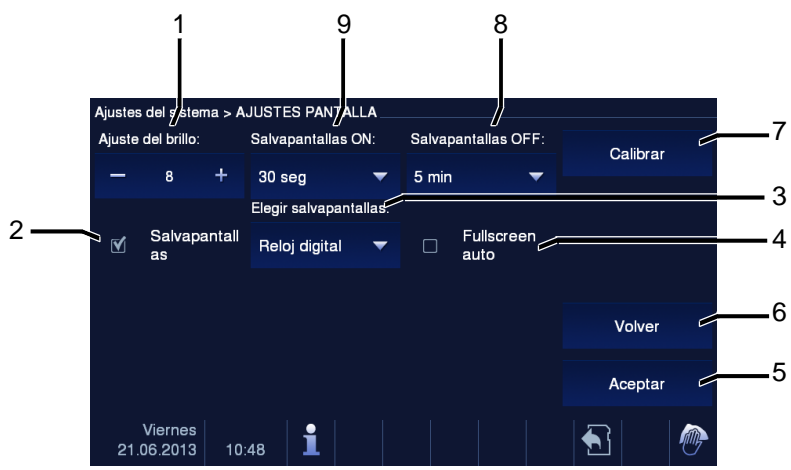 1 9 8
Ajustes del sistema > AJUSTES PANTALLA
Ajuste del brillo: Salvapantallas ON: Salvapantallas OFF:
Calibrar 7
− 8 + 30 seg 5 min
Elegir salvapantallas: 3
2 Salvapantall
as
Reloj digital
Fullscreen
auto
4
Volver 6
Aceptar 5
Viernes
21.06.2013 10:48